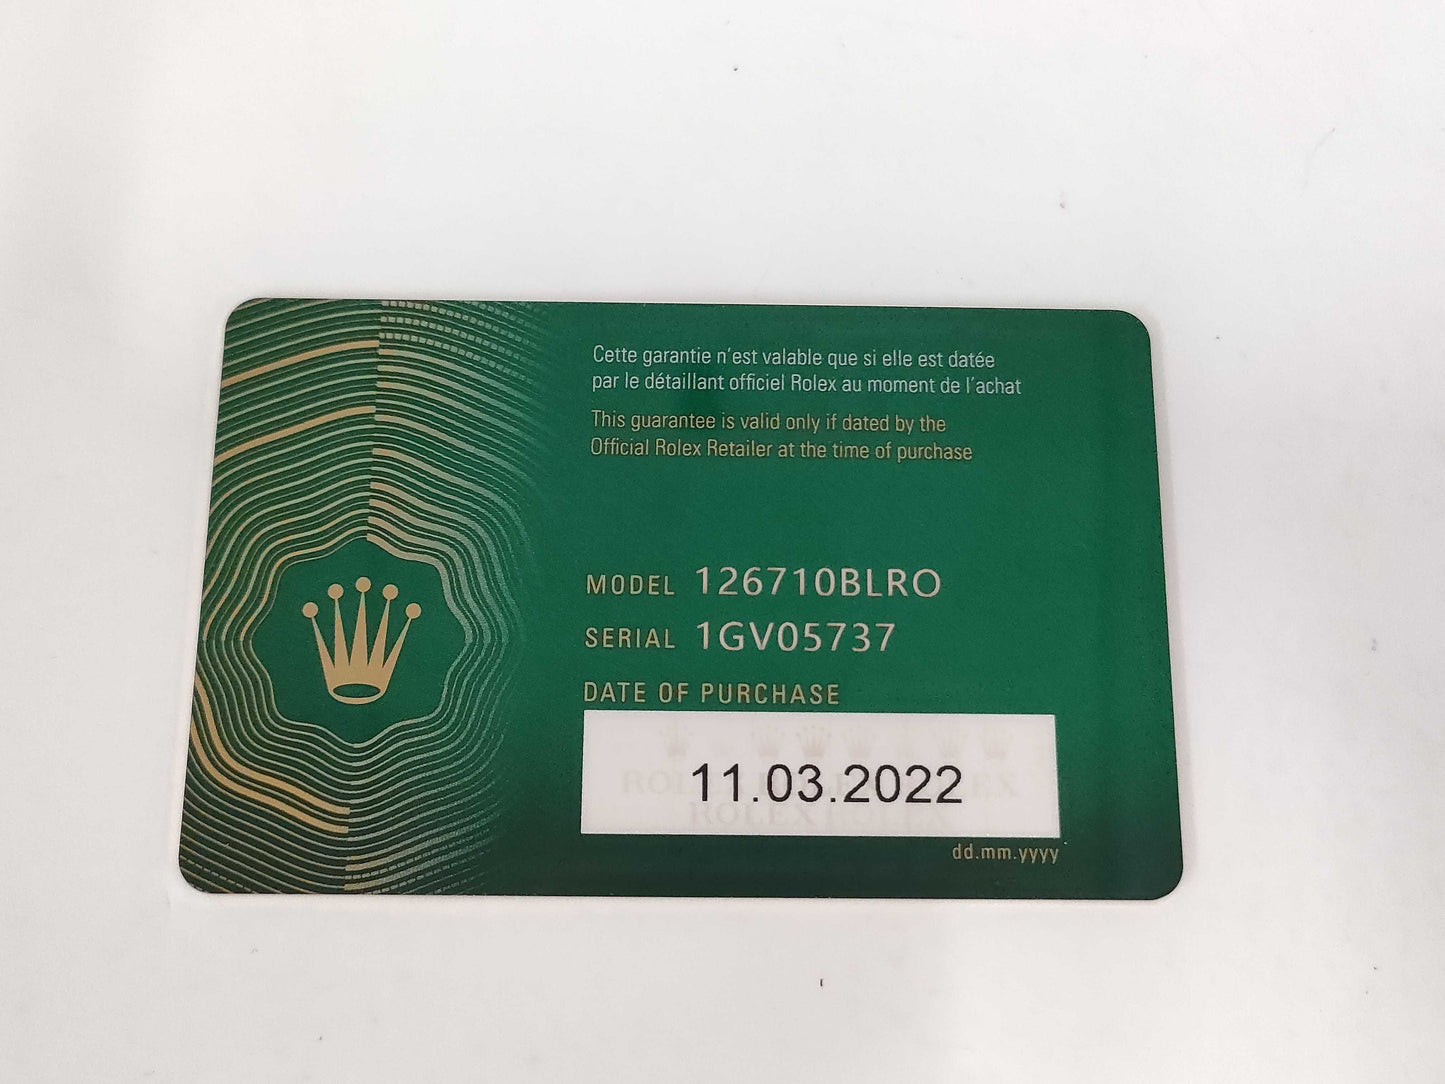 Cette garantie n'est valable que si elle est datée
par le détaillant officiel Rolex au moment de l'achat
This guarantee is valid only if dated by the
Official Rolex Retailer at the time of purchase
MODEL 126710BLRO
SERIAL 1GV05737
DATE OF PURCHASE
11.03.2022
ROLEX ROLEX
dd.mm.yyyy